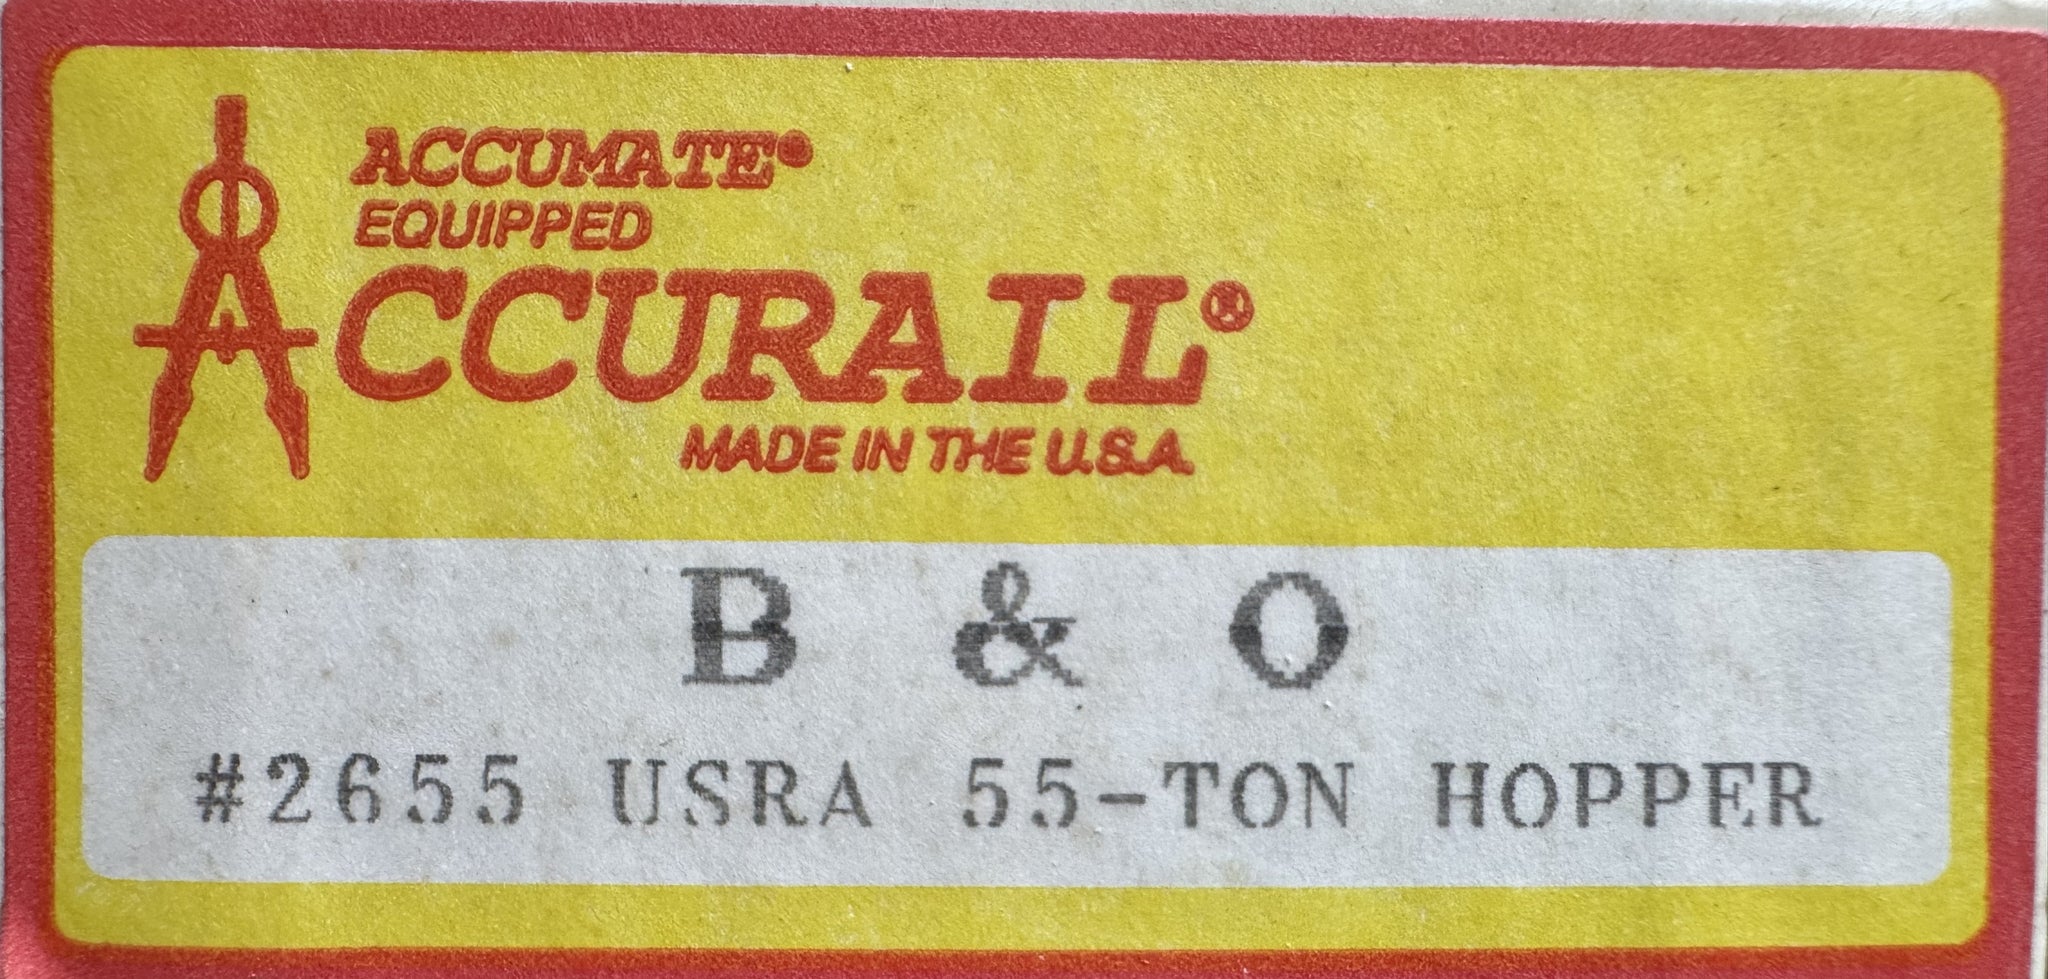 ACCUMATE®
EQUIPPED
ACCURAIL®
MADE IN THE U.S.A.
B & O
#2655 USRA 55-TON HOPPER